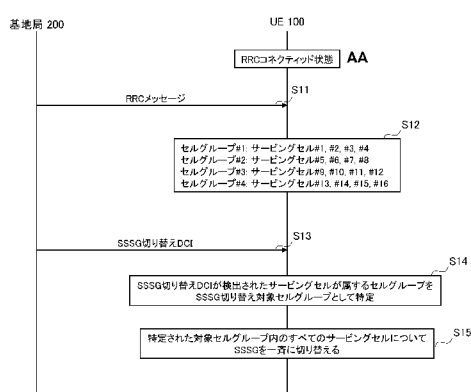 基地局 200
UE 100
RRCコネクティッド状態
AA
S11
RRCメッセージ
S12
セルグループ#1: サービングセル#1, #2, #3, #4
セルグループ#2: サービングセル#5, #6, #7, #8
セルグループ#3: サービングセル#9, #10, #11, #12
セルグループ#4: サービングセル#13, #14, #15, #16
S13
SSSG切り替えDCI
S14
SSSG切り替えDCIが検出されたサービングセルが属するセルグループを
SSSG切り替え対象セルグループとして特定
S15
特定された対象セルグループ内のすべてのサービングセルについて
SSSGを一斉に切り替える